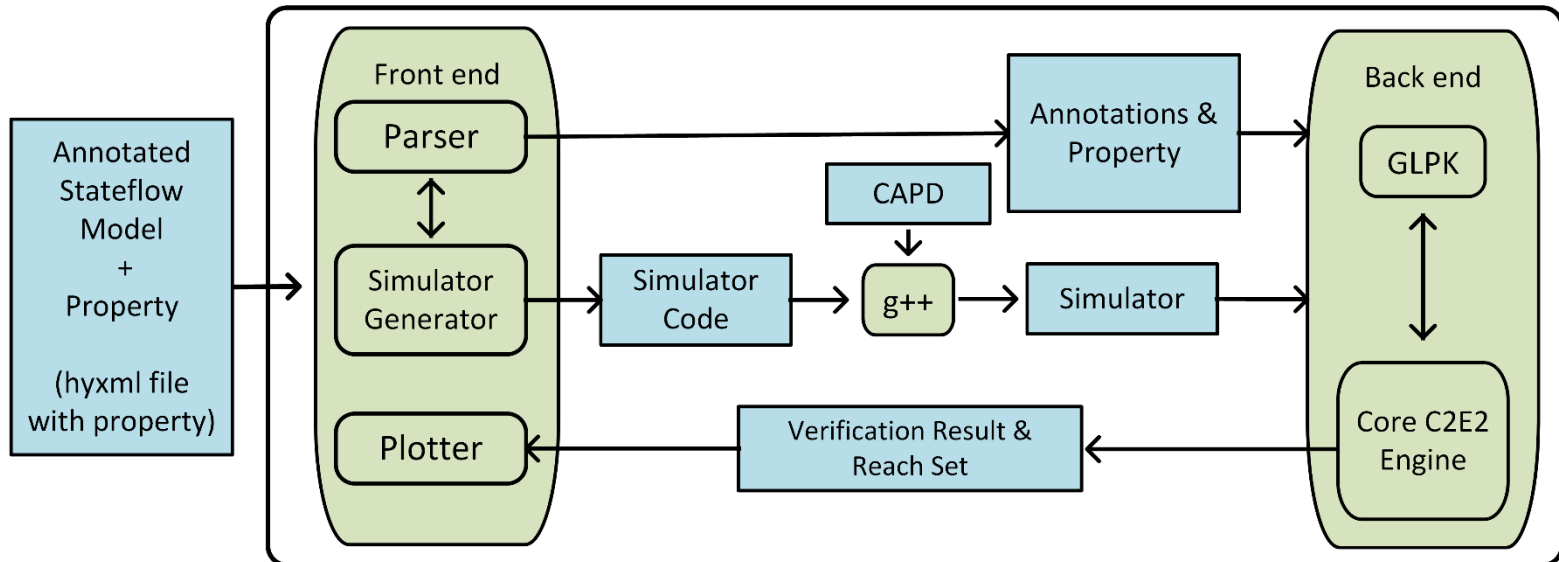 Annotated
Stateflow
Model
+
Property
(hyxml file
with property)
Front end
Parser
Simulator
Generator
Plotter
Simulator
Code
CAPD
g++
Annotations &
Property
Simulator
Verification Result &
Reach Set
Back end
GLPK
Core C2E2
Engine